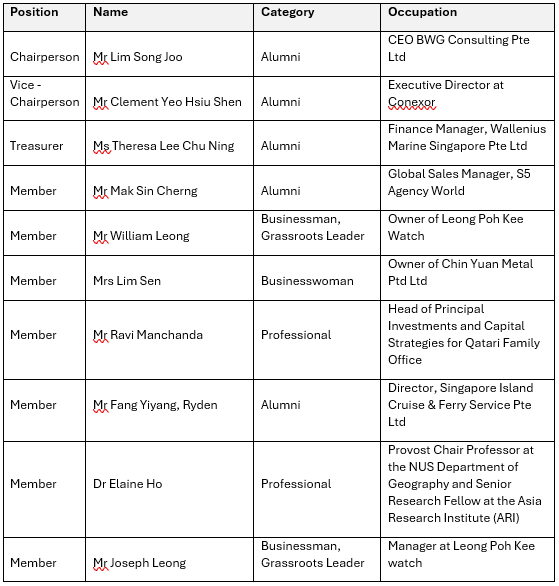 Position Name Category Occupation
Chairperson Mr Lim Song Joo Alumni CEO BWG Consulting Pte
Ltd
Vice -
Chairperson Mr Clement Yeo Hsiu Shen Alumni Executive Director at
Conexor
Treasurer Ms Theresa Lee Chu Ning Alumni Finance Manager, Wallenius
Marine Singapore Pte Ltd
Member Mr Mak Sin Cherng Alumni Global Sales Manager, S5
Agency World
Member Mr William Leong Businessman,
Grassroots Leader Owner of Leong Poh Kee
Watch
Member Mrs Lim Sen Businesswoman Owner of Chin Yuan Metal
Ptd Ltd
Member Mr Ravi Manchanda Professional Head of Principal
Investments and Capital
Strategies for Qatari Family
Office
Member Mr Fang Yiyang, Ryden Alumni Director, Singapore Island
Cruise & Ferry Service Pte
Ltd
Member Dr Elaine Ho Professional Provost Chair Professor at
the NUS Department of
Geography and Senior
Research Fellow at the Asia
Research Institute (ARI)
Member Mr Joseph Leong Businessman,
Grassroots Leader Manager at Leong Poh Kee
watch